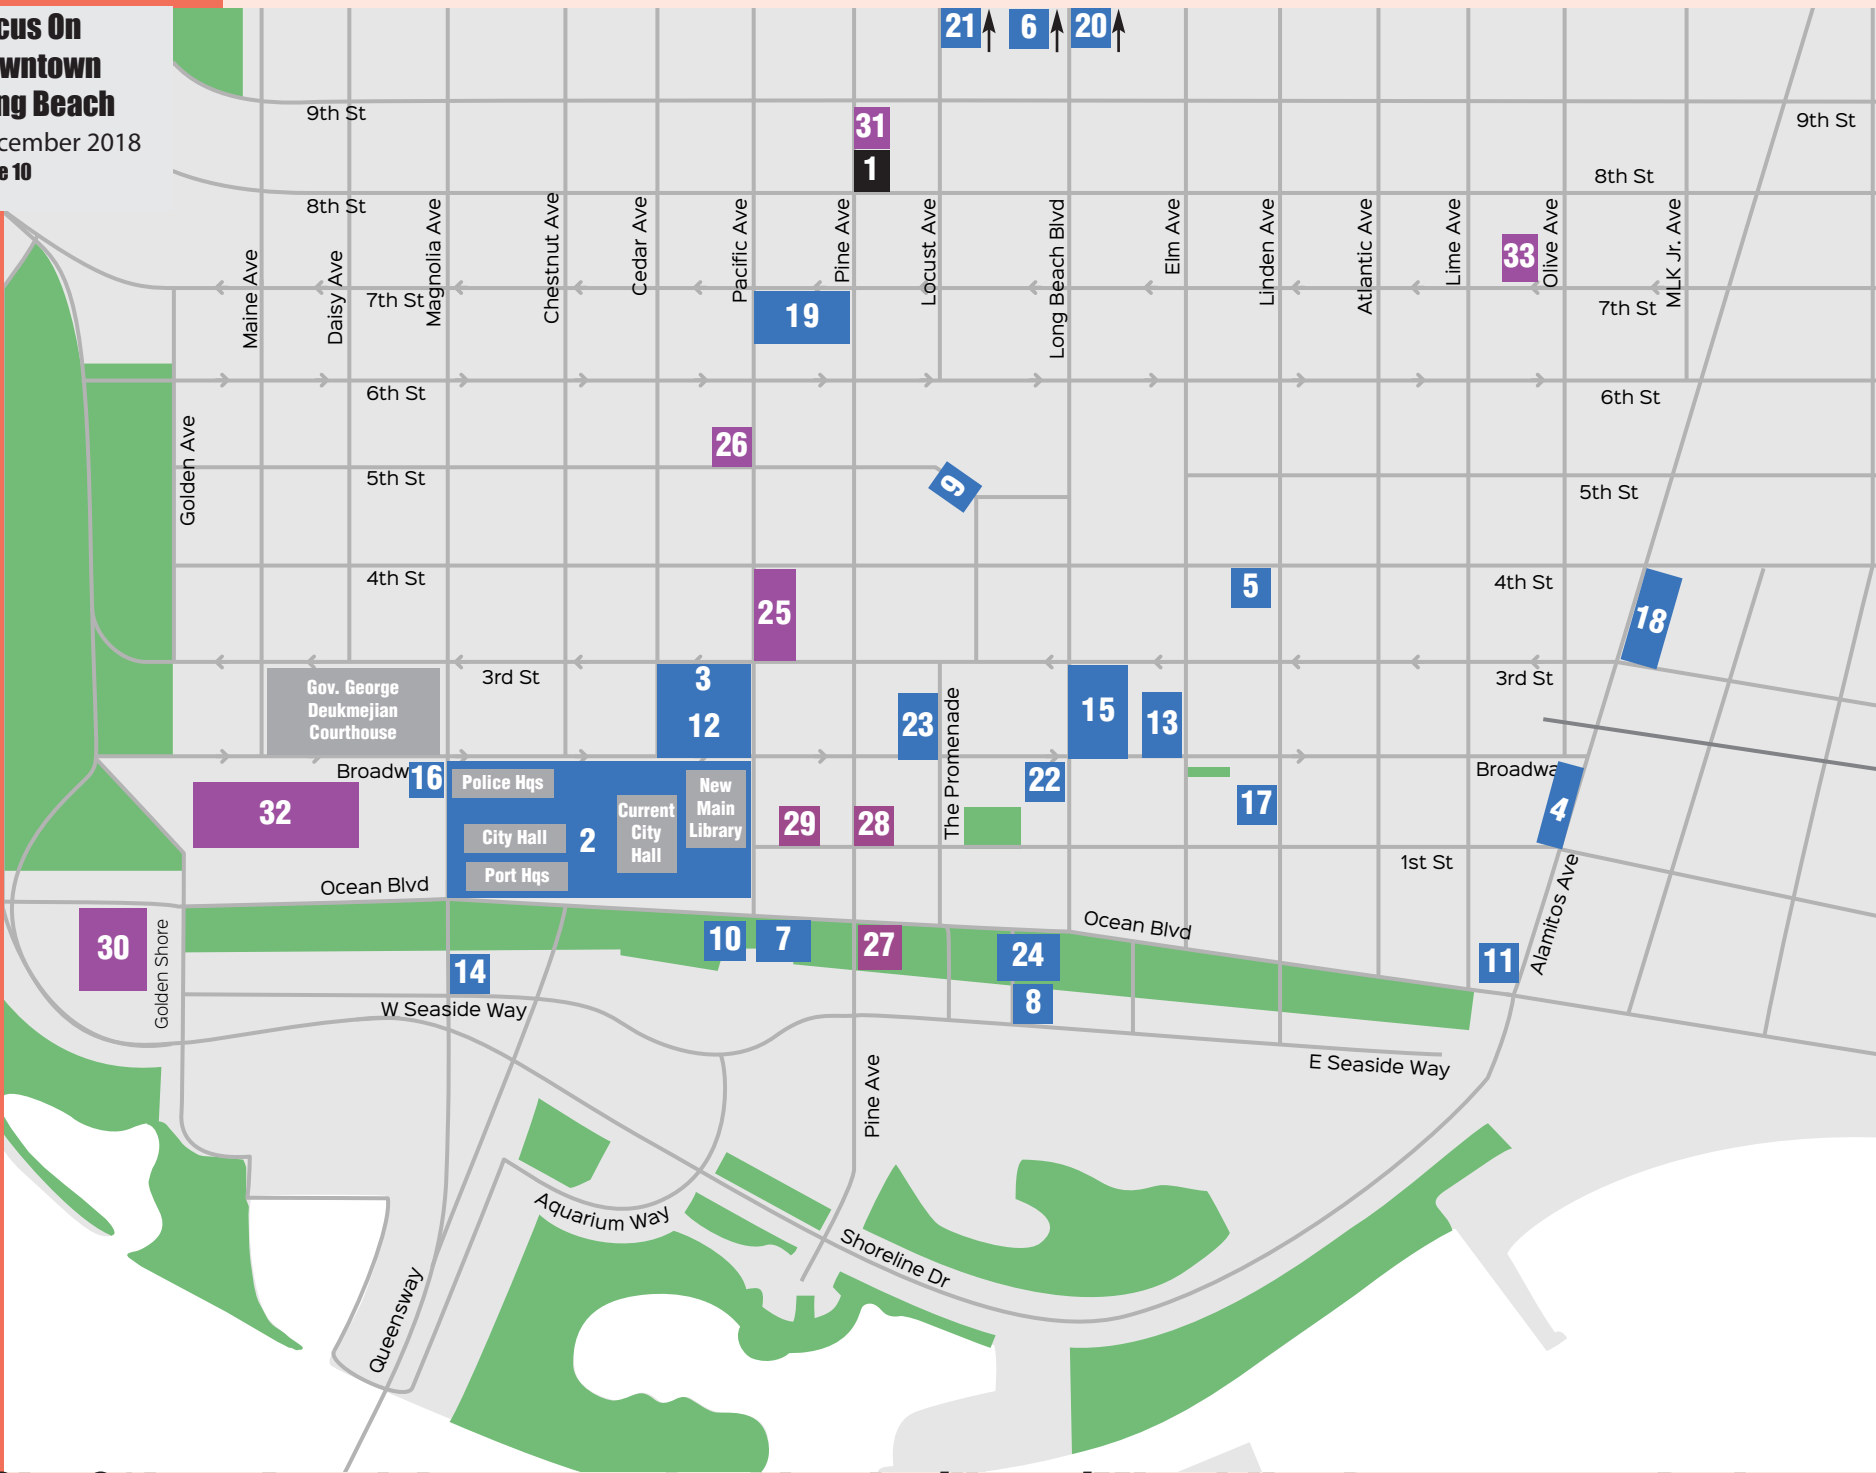 cus On
wntown
ng Beach
cember 2018
e 10
21
6
20
9th St
31
9th St
1
8th St
8th St
Maine Ave
Daisy Ave
Magnolia Ave
Chestnut Ave
Cedar Ave
Pacific Ave
Pine Ave
Locust Ave
Long Beach Blvd
Elm Ave
Linden Ave
Atlantic Ave
Lime Ave
33
Olive Ave
MLK Jr. Ave
7th St
19
7th St
6th St
6th St
Golden Ave
26
5th St
9
5th St
4th St
5
4th St
25
18
Gov. George
Deukmejian
Courthouse
3rd St
3
12
23
The Promenade
15
13
3rd St
Broadw
16
Police Hqs
New
Main
Library
22
Broadwa
32
City Hall
2
Current
City
Hall
29
28
17
4
Port Hqs
1st St
Ocean Blvd
Ocean Blvd
Alamitos Ave
30
Golden Shore
14
10
7
27
24
11
8
W Seaside Way
E Seaside Way
Pine Ave
Aquarium Way
Shoreline Dr
Queensway